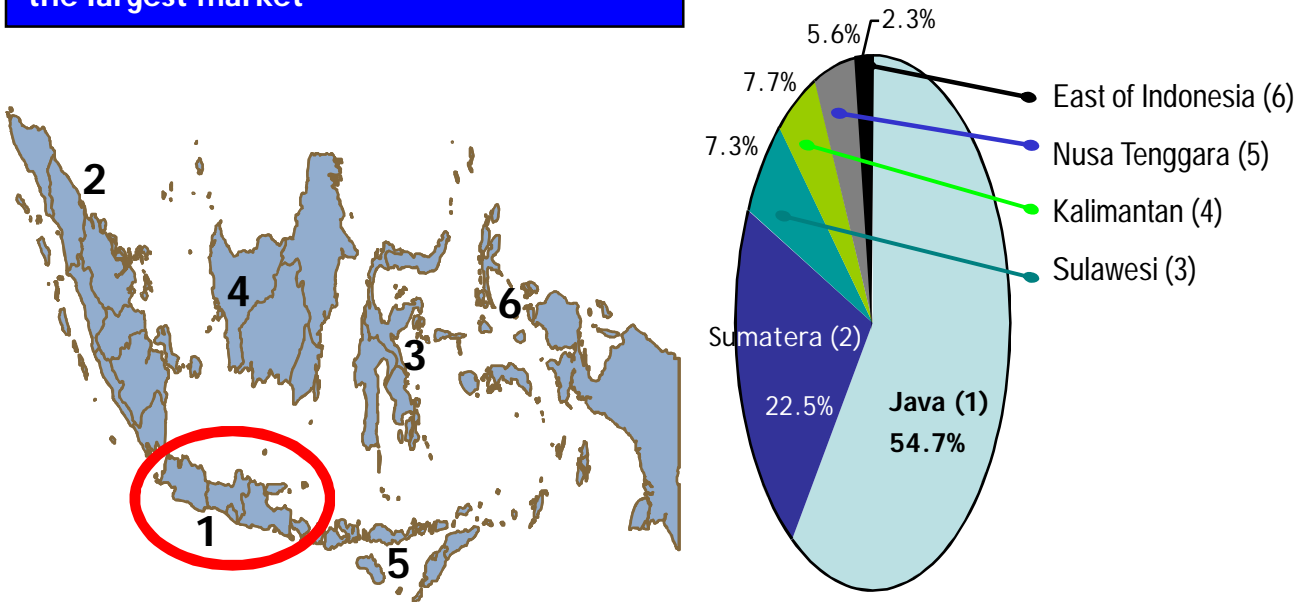 the largest market
2
4
6
3
1
5
5.6%
2.3%
7.7%
7.3%
East of Indonesia (6)
Nusa Tenggara (5)
Kalimantan (4)
Sulawesi (3)
Sumatera (2)
22.5%
Java (1)
54.7%